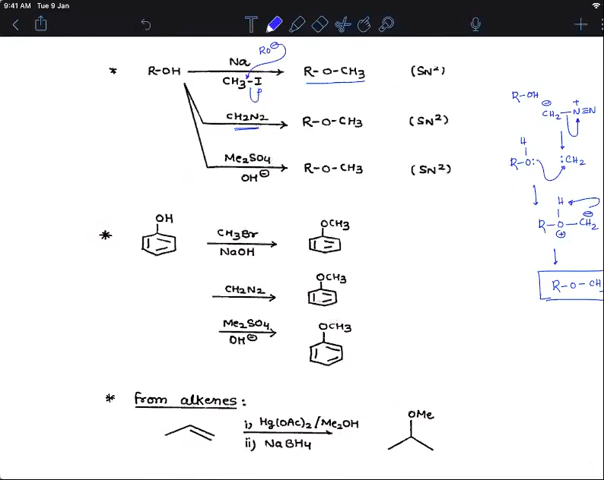 9:41 AM Tue 9 Jan
RO⊖
* R-OH Na R-O-CH3 (SN²)
CH3-I
CH2N2 R-O-CH3 (SN²)
Me2SO4 R-O-CH3 (SN²)
OH⊖
R-OH
⊖ +
CH2-N≡N
H
R-O: :CH2
H
R-O-CH2
⊕ ⊖
R-O-CH
* OH CH3Br OCH3
NaOH
CH2N2 OCH3
Me2SO4 OCH3
OH⊖
* from alkenes:
i) Hg(OAc)2/Me2OH OMe
ii) NaBH4